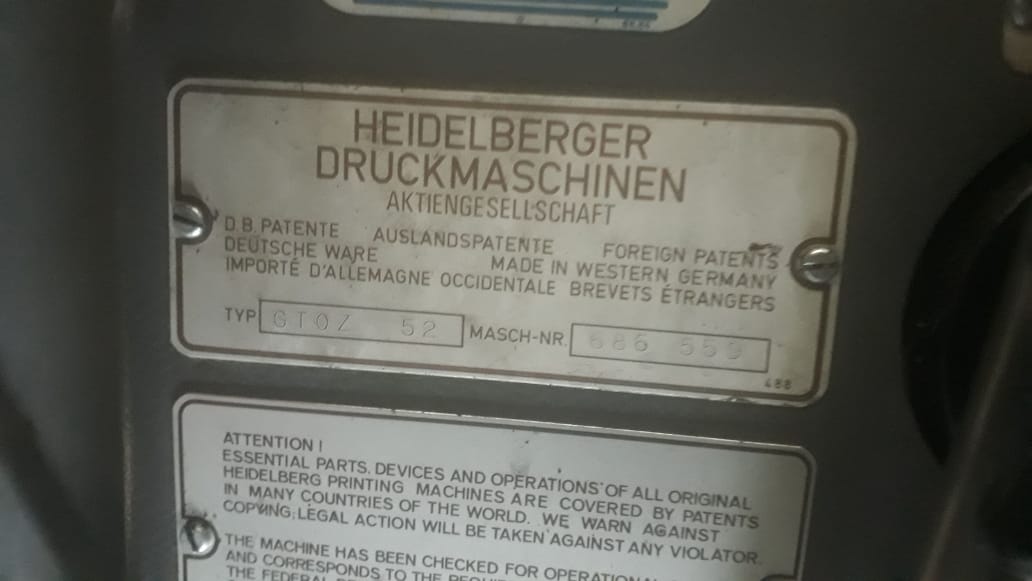 HEIDELBERGER
DRUCKMASCHINEN
AKTIENGESELLSCHAFT
D.B. PATENTE AUSLANDSPATENTE FOREIGN PATENTS
DEUTSCHE WARE MADE IN WESTERN GERMANY
IMPORTÉ D'ALLEMAGNE OCCIDENTALE BREVETS ÉTRANGERS
TYP GTOZ 52 MASCH-NR. 686 559
488
ATTENTION !
ESSENTIAL PARTS. DEVICES AND OPERATIONS OF ALL ORIGINAL
HEIDELBERG PRINTING MACHINES ARE COVERED BY PATENTS
IN MANY COUNTRIES OF THE WORLD. WE WARN AGAINST
COPYING; LEGAL ACTION WILL BE TAKEN AGAINST ANY VIOLATOR.
THE MACHINE HAS BEEN CHECKED FOR
AND CORRESPONDS TO THE
THE FEDERAL